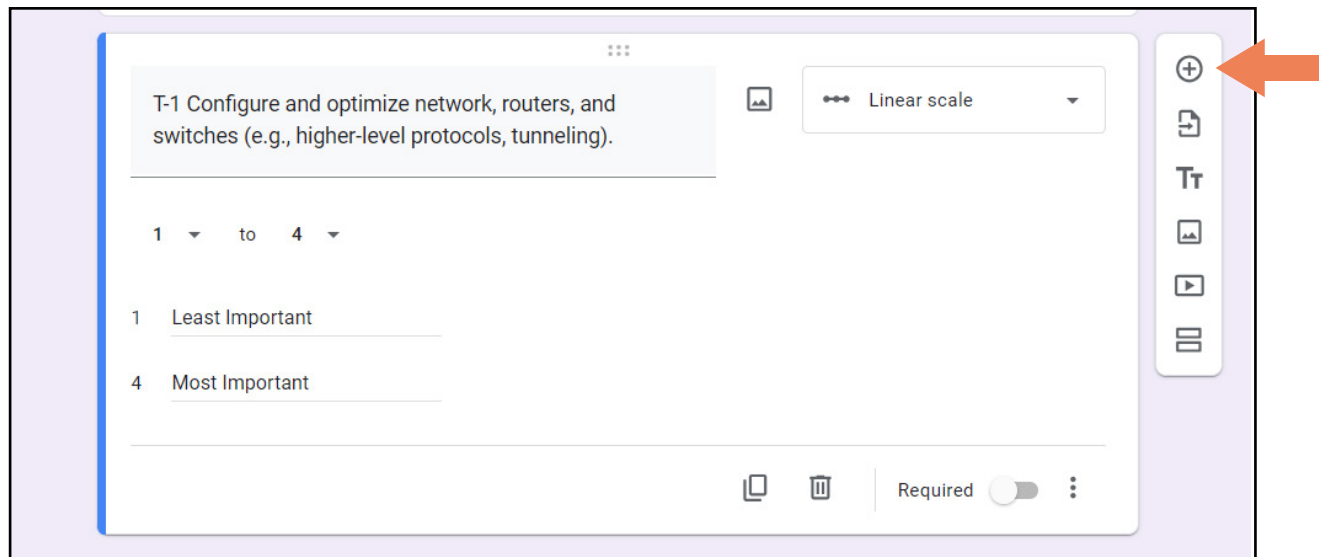 T-1 Configure and optimize network, routers, and
Linear scale
switches (e.g., higher-level protocols, tunneling).
Tт
1 to 4
1 Least Important
4 Most Important
Required